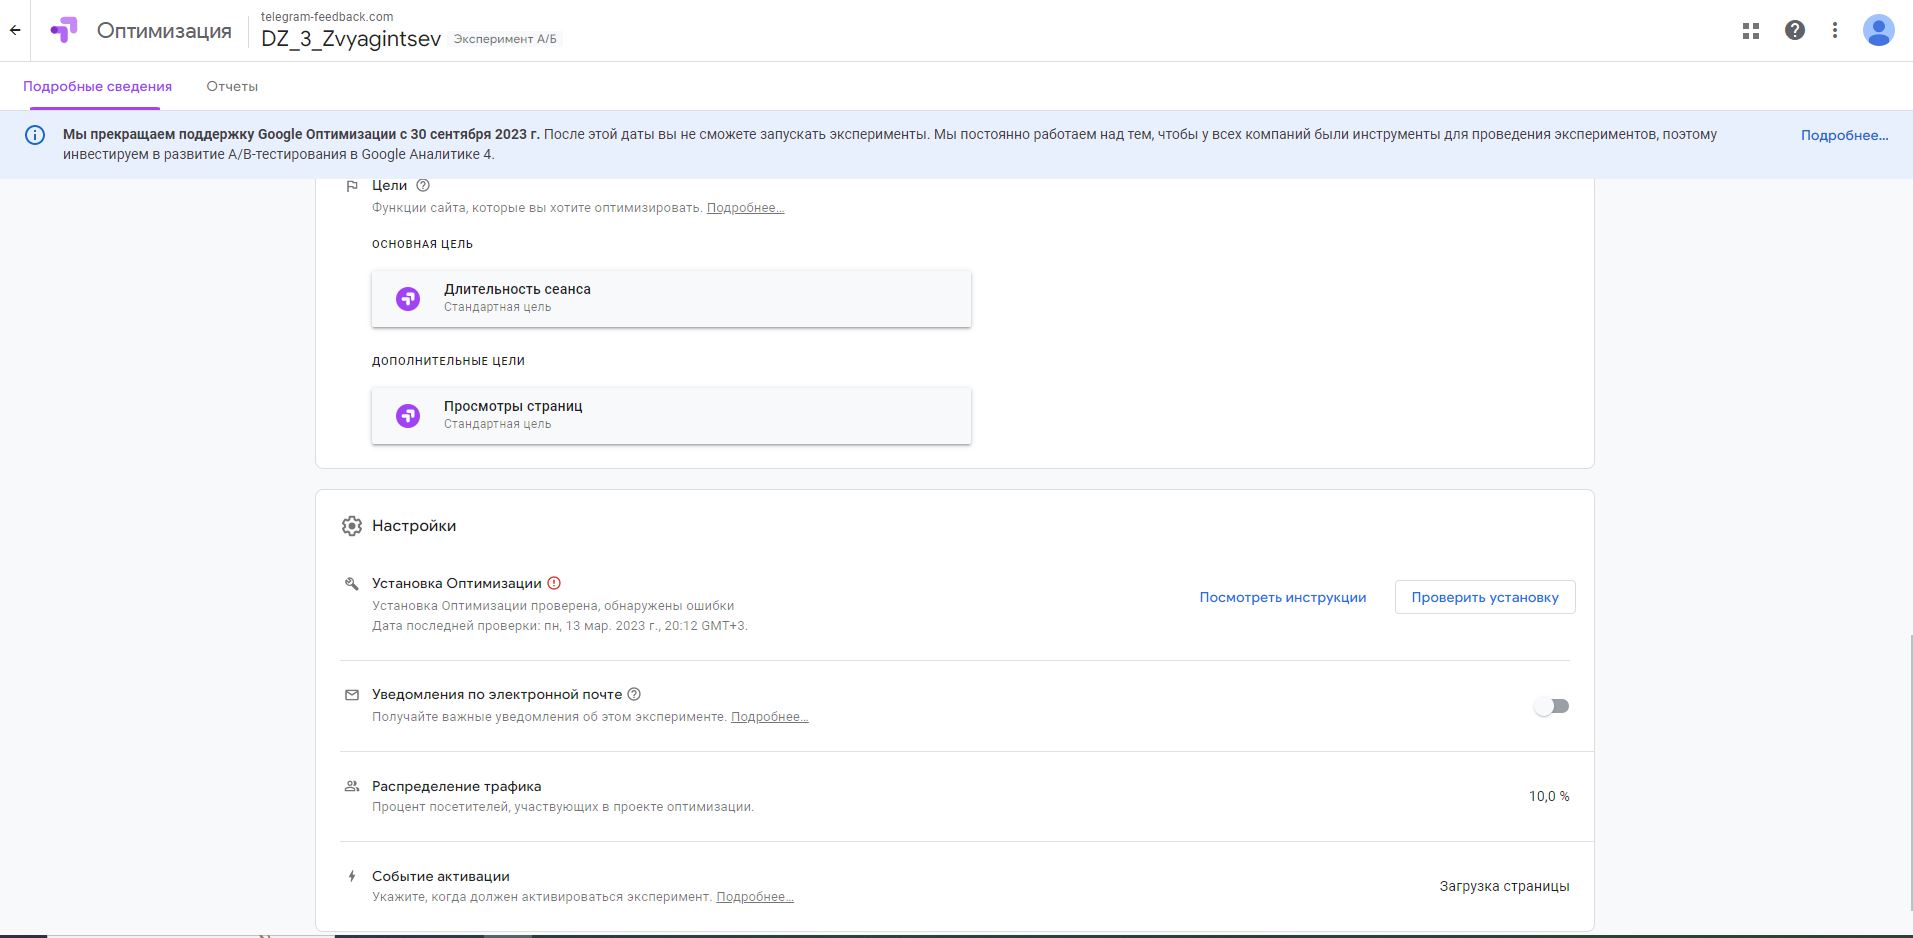 telegram-feedback.com
Оптимизация
DZ_3_Zvyagintsev Эксперимент А/Б
Подробные сведения Отчеты
Мы прекращаем поддержку Google Оптимизации с 30 сентября 2023 г. После этой даты вы не сможете запускать эксперименты. Мы постоянно работаем над тем, чтобы у всех компаний были инструменты для проведения экспериментов, поэтому
инвестируем в развитие A/B-тестирования в Google Аналитике 4.
Подробнее...
Цели
Функции сайта, которые вы хотите оптимизировать. Подробнее...
ОСНОВНАЯ ЦЕЛЬ
Длительность сеанса
Стандартная цель
ДОПОЛНИТЕЛЬНЫЕ ЦЕЛИ
Просмотры страниц
Стандартная цель
Настройки
Установка Оптимизации
Установка Оптимизации проверена, обнаружены ошибки
Дата последней проверки: пн, 13 мар. 2023 г., 20:12 GMT+3.
Посмотреть инструкции Проверить установку
Уведомления по электронной почте
Получайте важные уведомления об этом эксперименте. Подробнее...
Распределение трафика
Процент посетителей, участвующих в проекте оптимизации.
10,0 %
Событие активации
Укажите, когда должен активироваться эксперимент. Подробнее...
Загрузка страницы